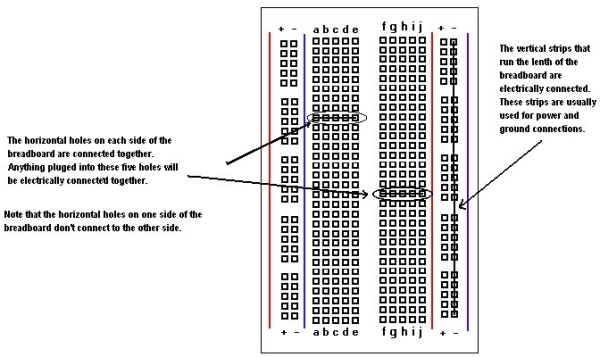 + - a b c d e f g h i j + -
The vertical strips that
run the lenth of the
breadboard are
electrically connected.
These strips are usually
used for power and
ground connections.
The horizontal holes on each side of the
breadboard are connected together.
Anything pluged into these five holes will
be electrically connected together.
Note that the horizontal holes on one side of the
breadboard don't connect to the other side.
+ - a b c d e f g h i j + -